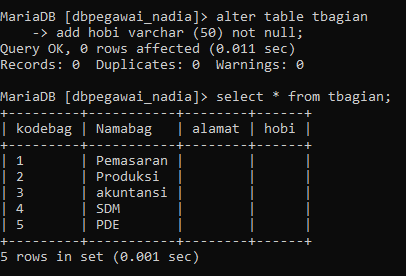 MariaDB [dbpegawai_nadia]> alter table tbagian
    -> add hobi varchar (50) not null;
Query OK, 0 rows affected (0.011 sec)
Records: 0  Duplicates: 0  Warnings: 0

MariaDB [dbpegawai_nadia]> select * from tbagian;
+---------+-----------+--------+------+
| kodebag | Namabag   | alamat | hobi |
+---------+-----------+--------+------+
| 1       | Pemasaran |        |      |
| 2       | Produksi  |        |      |
| 3       | akuntansi |        |      |
| 4       | SDM       |        |      |
| 5       | PDE       |        |      |
+---------+-----------+--------+------+
5 rows in set (0.001 sec)